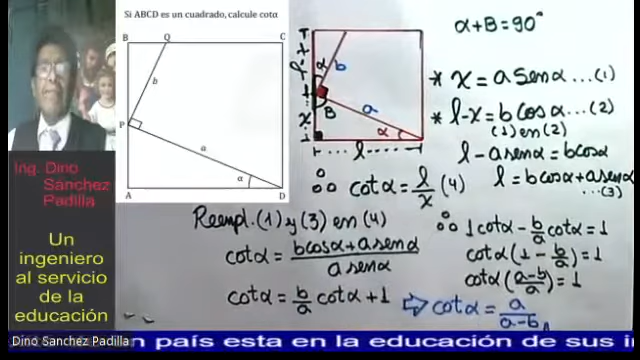 Si ABCD es un cuadrado, calcule cotα
B Q C
b
P
a
α
A D
Ing. Dino
Sánchez
Padilla
Un
ingeniero
al servicio
de la
educación
l-x
α
b
B
a
x
α
l
α+B=90°
* x = a senα ...(1)
* l-x = b cosα ...(2)
(1) en (2)
l - a senα = b cosα
l = b cosα + a senα
...(3)
∴ cotα = l/x (4)
Reempl. (1) y (3) en (4)
cotα = (b cosα + a senα)/(a senα)
cotα = b/a cotα + 1
∴ 1cotα - b/a cotα = 1
cotα (1 - b/a) = 1
cotα ((a-b)/a) = 1
⇨ cotα = a/(a-b)
Dino Sanchez Padilla
n país esta en la educación de sus i